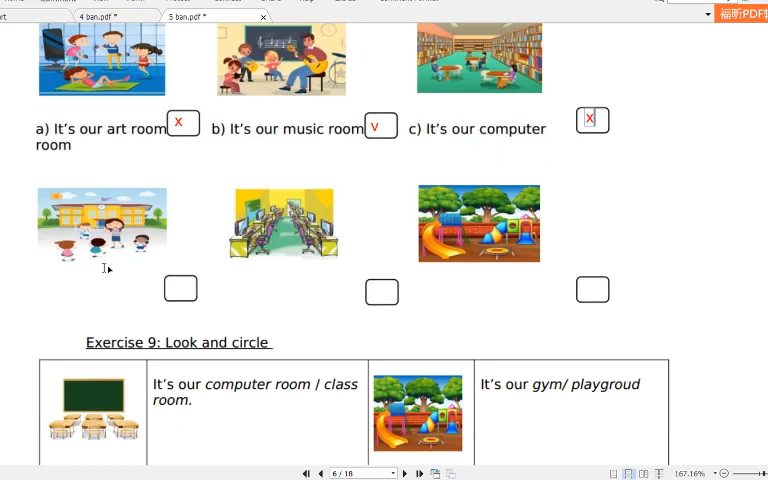 4 ban.pdf *
5 ban.pdf *
a) It's our art room
x
b) It's our music room
v
c) It's our computer
x
room
Exercise 9: Look and circle
It's our computer room / class
room.
It's our gym/ playgroud
6 / 18
167.16%